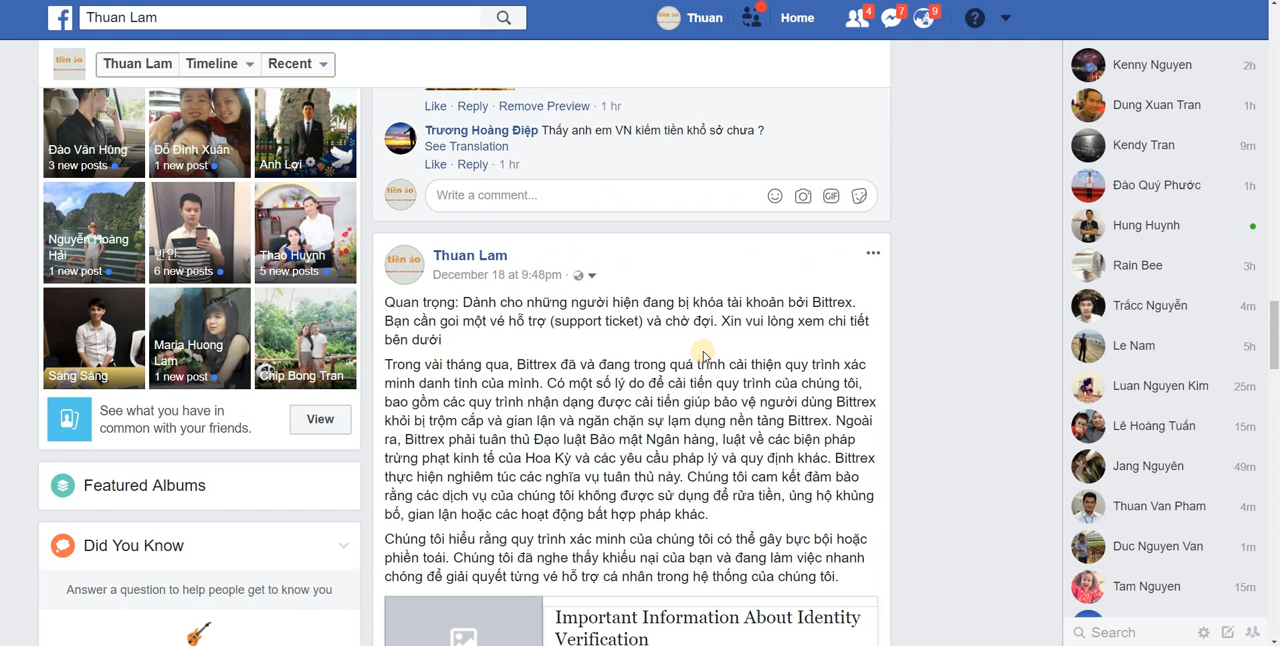 Thuan Lam
Thuan
Home
4
7
9
tiền ảo
Thuan Lam
Timeline
Recent
Đào Văn Hùng
3 new posts
Đỗ Đình Xuân
1 new post
Anh Lợi
Nguyễn Hoàng
Hải
1 new post
반인
6 new posts
Thao Huynh
5 new posts
Sáng Sáng
Maria Huong
Lam
1 new post
Chip Bong Tran
See what you have in
common with your friends.
View
Featured Albums
Did You Know
Answer a question to help people get to know you
Like · Reply · Remove Preview · 1 hr
Trương Hoàng Điệp Thấy anh em VN kiếm tiền khổ sở chưa ?
See Translation
Like · Reply · 1 hr
tiền ảo
Write a comment...
GIF
tiền ảo
Thuan Lam
December 18 at 9:48pm ·
Quan trọng: Dành cho những người hiện đang bị khóa tài khoản bởi Bittrex.
Bạn cần goi một vé hỗ trợ (support ticket) và chờ đợi. Xin vui lòng xem chi tiết
bên dưới
Trong vài tháng qua, Bittrex đã và đang trong quá trình cải thiện quy trình xác
minh danh tính của mình. Có một số lý do để cải tiến quy trình của chúng tôi,
bao gồm các quy trình nhận dạng được cải tiến giúp bảo vệ người dùng Bittrex
khỏi bị trộm cắp và gian lận và ngăn chặn sự lạm dụng nền tảng Bittrex. Ngoài
ra, Bittrex phải tuân thủ Đạo luật Bảo mật Ngân hàng, luật về các biện pháp
trừng phạt kinh tế của Hoa Kỳ và các yêu cầu pháp lý và quy định khác. Bittrex
thực hiện nghiêm túc các nghĩa vụ tuân thủ này. Chúng tôi cam kết đảm bảo
rằng các dịch vụ của chúng tôi không được sử dụng để rửa tiền, ủng hộ khủng
bố, gian lận hoặc các hoạt động bất hợp pháp khác.
Chúng tôi hiểu rằng quy trình xác minh của chúng tôi có thể gây bực bội hoặc
phiền toái. Chúng tôi đã nghe thấy khiếu nại của bạn và đang làm việc nhanh
chóng để giải quyết từng vé hỗ trợ cá nhân trong hệ thống của chúng tôi.
Important Information About Identity
Verification
Kenny Nguyen 2h
Dung Xuan Tran 1h
Kendy Tran 9m
Đào Quý Phước 1h
Hung Huynh
Rain Bee 3h
Trácc Nguyễn 4m
Le Nam 5h
Luan Nguyen Kim 25m
Lê Hoàng Tuấn 15m
Jang Nguyên 49m
Thuan Van Pham 4m
Duc Nguyen Van 1m
Tam Nguyen 15m
Search